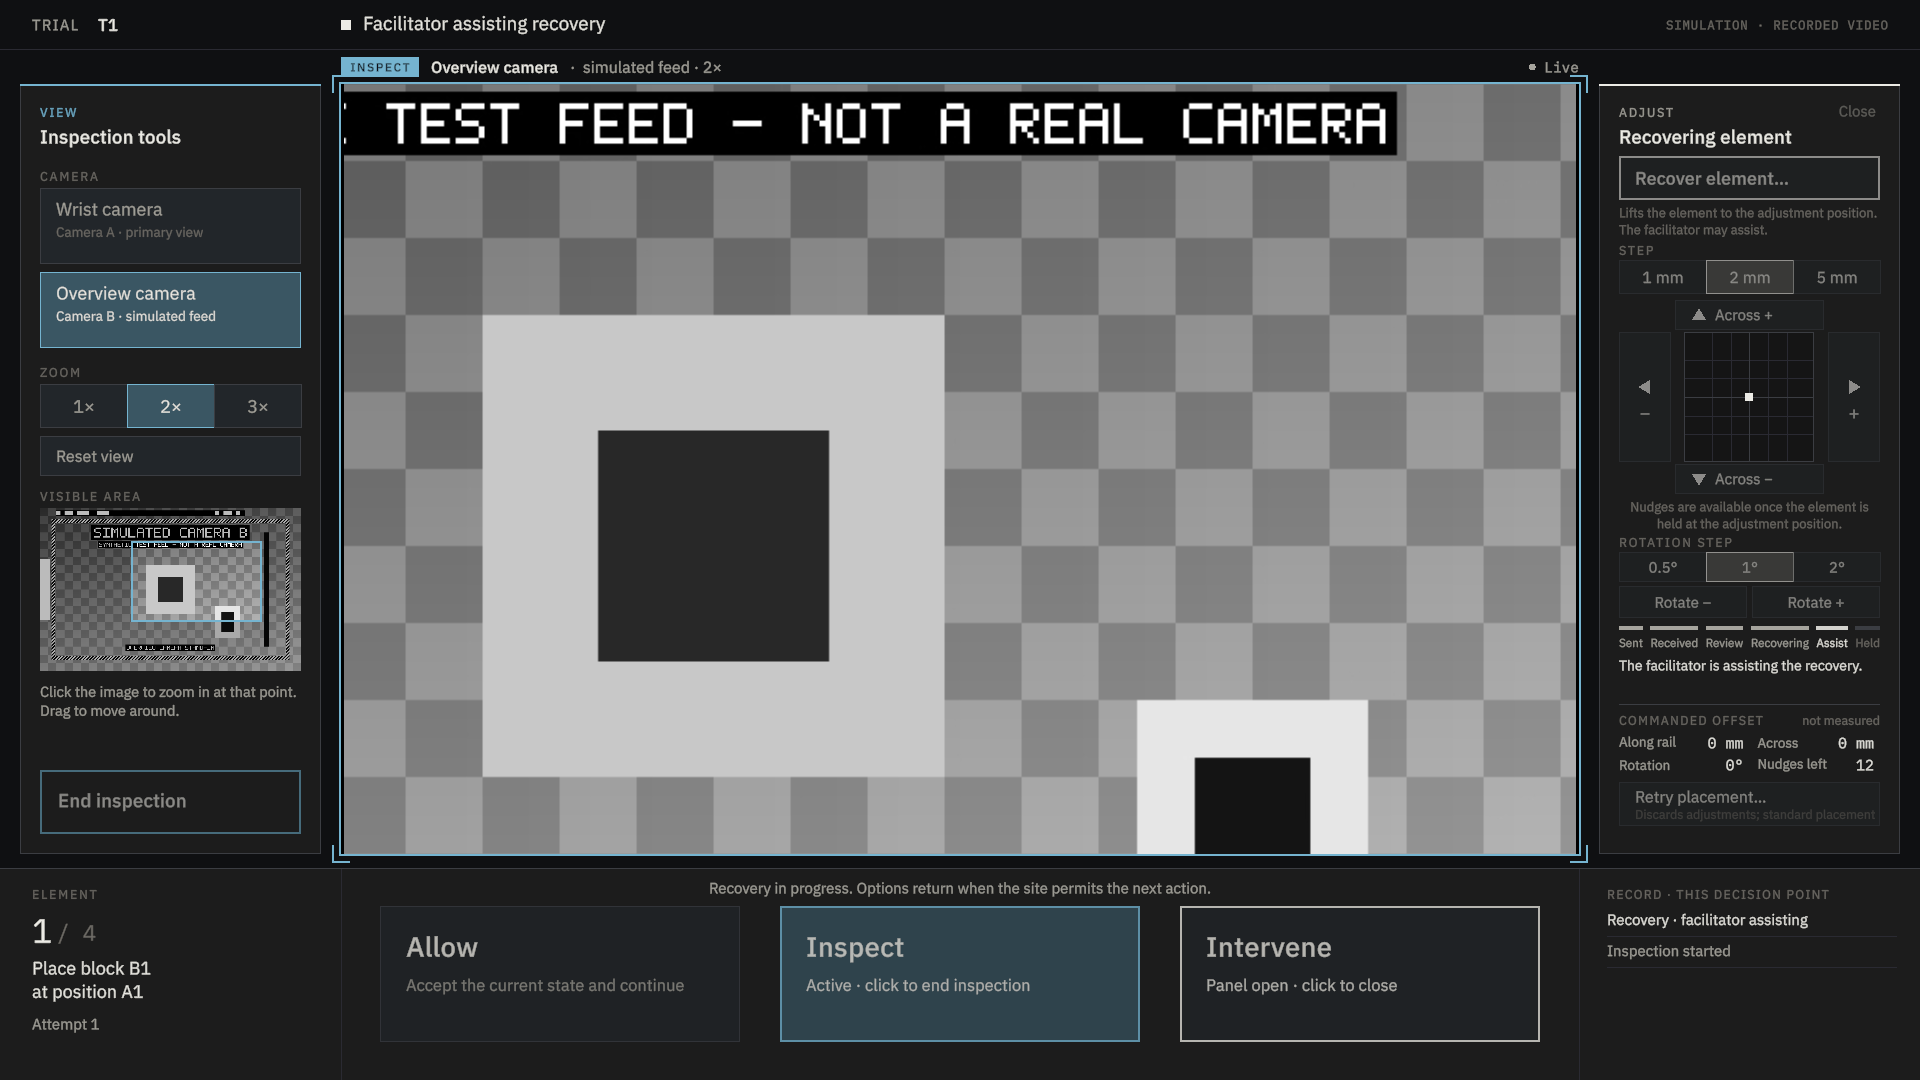 TRIAL T1
Facilitator assisting recovery
SIMULATION · RECORDED VIDEO
INSPECT Overview camera · simulated feed · 2×
Live
VIEW
Inspection tools
CAMERA
Wrist camera
Camera A · primary view
Overview camera
Camera B · simulated feed
ZOOM
1× 2× 3×
Reset view
VISIBLE AREA
SIMULATED CAMERA B
SYNTHETIC TEST FEED — NOT A REAL CAMERA
Click the image to zoom in at that point.
Drag to move around.
End inspection
TEST FEED — NOT A REAL CAMERA
ADJUST
Close
Recovering element
Recover element...
Lifts the element to the adjustment position.
The facilitator may assist.
STEP
1 mm 2 mm 5 mm
▲ Across +
◀ ▶
− +
▼ Across −
Nudges are available once the element is
held at the adjustment position.
ROTATION STEP
0.5° 1° 2°
Rotate − Rotate +
Sent Received Review Recovering Assist Held
The facilitator is assisting the recovery.
COMMANDED OFFSET not measured
Along rail 0 mm Across 0 mm
Rotation 0° Nudges left 12
Retry placement...
Discards adjustments; standard placement
ELEMENT
1 / 4
Place block B1
at position A1
Attempt 1
Recovery in progress. Options return when the site permits the next action.
Allow
Accept the current state and continue
Inspect
Active · click to end inspection
Intervene
Panel open · click to close
RECORD · THIS DECISION POINT
Recovery · facilitator assisting
Inspection started